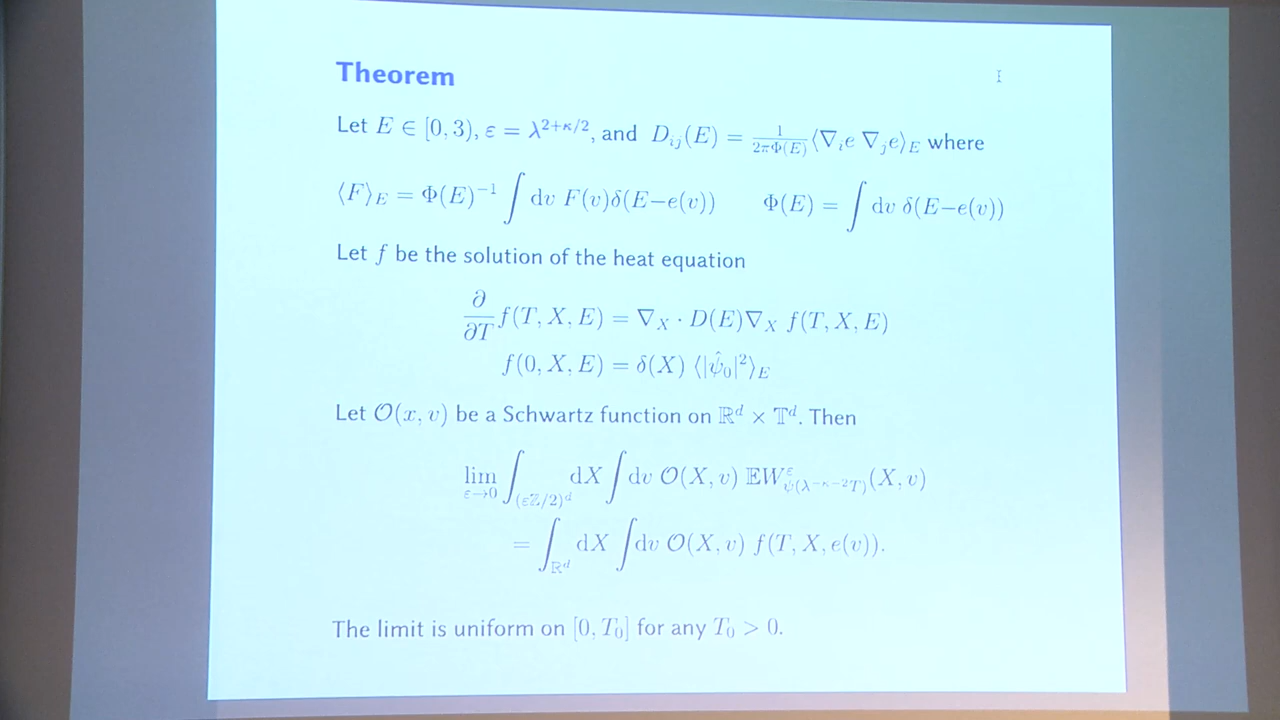 Theorem
Let E ∈ [0, 3), ε = λ^{2+κ/2}, and D_{ij}(E) = \frac{1}{2πΦ(E)}⟨∇_i e ∇_j e⟩_E where
⟨F⟩_E = Φ(E)^{−1} ∫ dv F(v)δ(E−e(v))   Φ(E) = ∫ dv δ(E−e(v))
Let f be the solution of the heat equation
\frac{∂}{∂T} f(T, X, E) = ∇_X · D(E)∇_X f(T, X, E)
f(0, X, E) = δ(X) ⟨|\hat{ψ}_0|^2⟩_E
Let 𝒪(x, v) be a Schwartz function on ℝ^d × 𝕋^d. Then
lim_{ε→0} ∫_{(εℤ/2)^d} dX ∫ dv 𝒪(X, v) 𝔼W^ε_{ψ(λ^{−κ−2}T)}(X, v)
= ∫_{ℝ^d} dX ∫ dv 𝒪(X, v) f(T, X, e(v)).
The limit is uniform on [0, T_0] for any T_0 > 0.